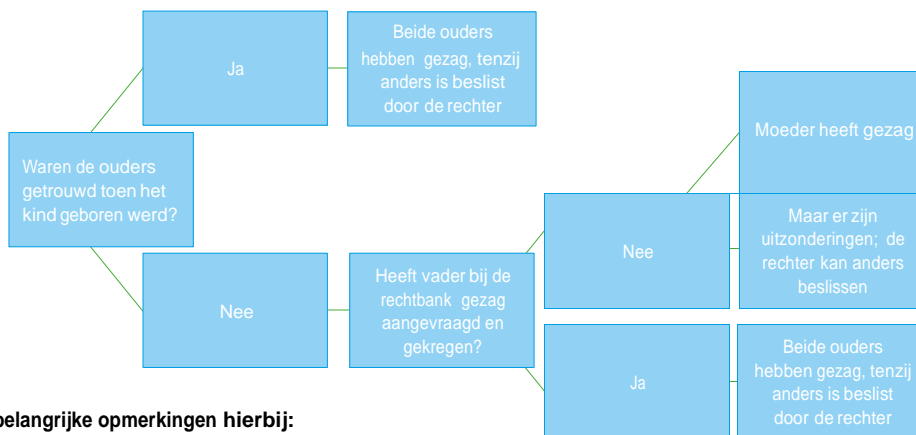 Waren de ouders
getrouwd toen het
kind geboren werd?
Ja
Beide ouders
hebben gezag, tenzij
anders is beslist
door de rechter
Nee
Heeft vader bij de
rechtbank gezag
aangevraagd en
gekregen?
Nee
Moeder heeft gezag
Maar er zijn
uitzonderingen; de
rechter kan anders
beslissen
Ja
Beide ouders
hebben gezag, tenzij
anders is beslist
door de rechter
belangrijke opmerkingen hierbij: